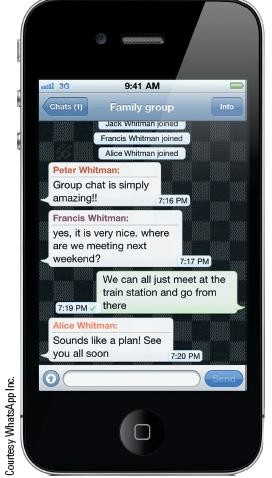 3G
9:41 AM
Chats (1)
Family group
Info
Jack Whitman joined
Francis Whitman joined
Alice Whitman joined
Peter Whitman:
Group chat is simply
amazing!!
7:16 PM
Francis Whitman:
yes, it is very nice. where
are we meeting next
weekend?
7:17 PM
We can all just meet at the
train station and go from
there
7:19 PM
Alice Whitman:
Sounds like a plan! See
you all soon
7:20 PM
Send
Courtesy WhatsApp Inc.